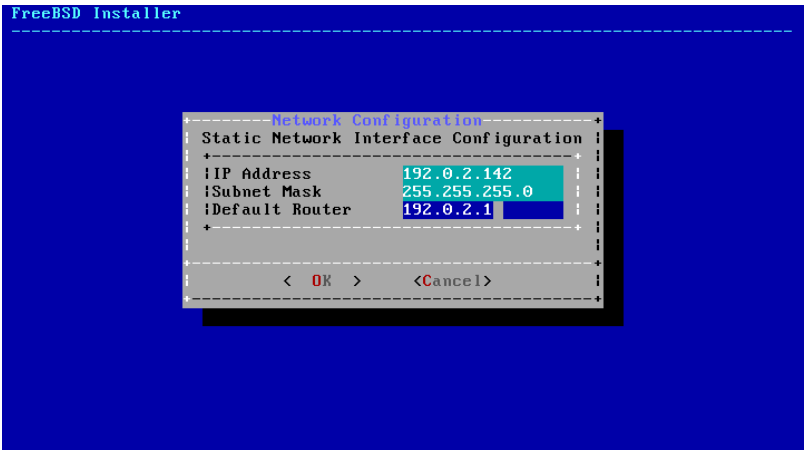 FreeBSD Installer
Network Configuration
Static Network Interface Configuration
IP Address 192.0.2.142
Subnet Mask 255.255.255.0
Default Router 192.0.2.1
< OK > <Cancel>